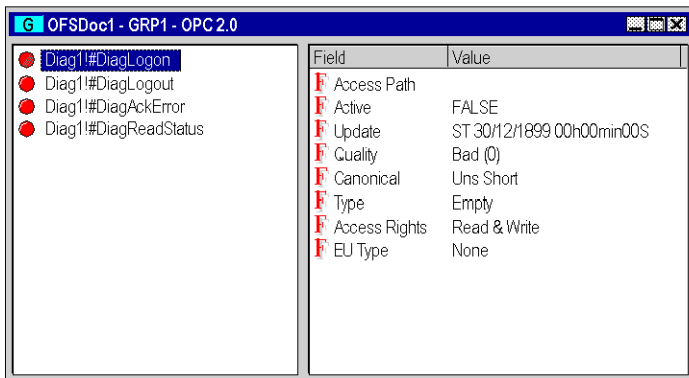 G OFSDoc1 - GRP1 - OPC 2.0
Diag1!#DiagLogon
Diag1!#DiagLogout
Diag1!#DiagAckError
Diag1!#DiagReadStatus
Field Value
F Access Path
F Active FALSE
F Update ST 30/12/1899 00h00min00S
F Cuality Bad (0)
F Canonical Uns Short
F Type Empty
F Access Rights Read & Write
F EU Type None